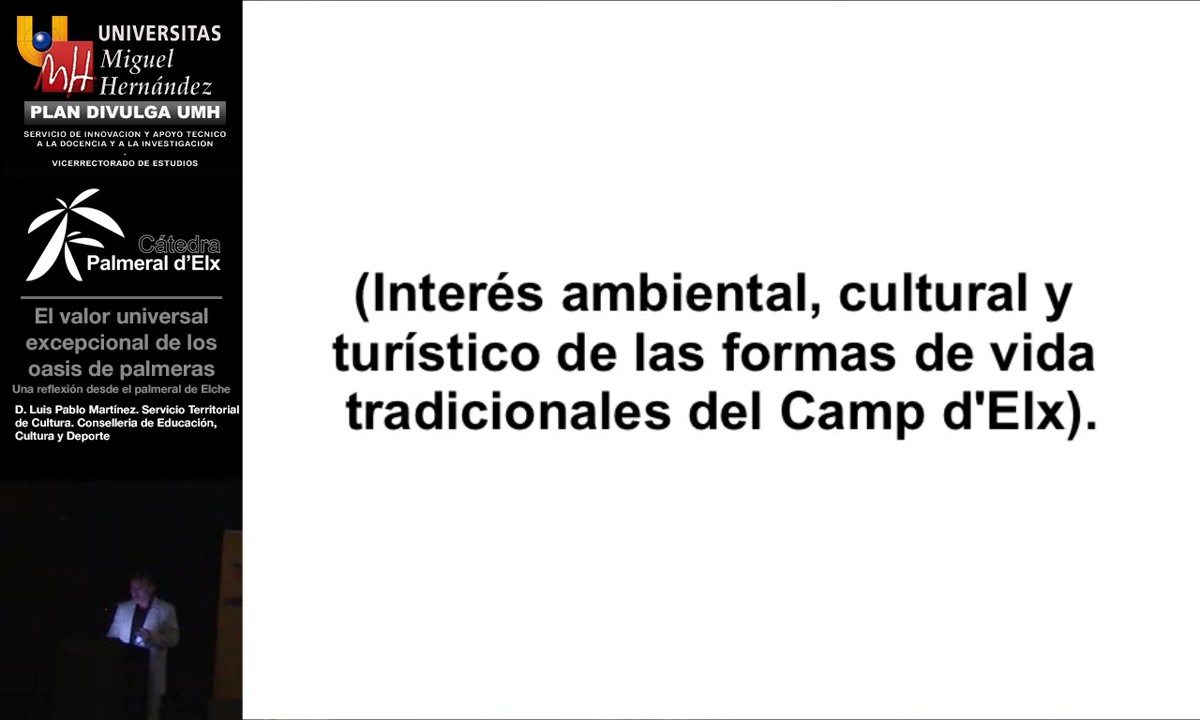 UNIVERSITAS
Miguel
Hernández
PLAN DIVULGA UMH
SERVICIO DE INNOVACION Y APOYO TECNICO
A LA DOCENCIA Y A LA INVESTIGACION
.
VICERRECTORADO DE ESTUDIOS
Cátedra
Palmeral d'Elx
El valor universal
excepcional de los
oasis de palmeras
Una reflexión desde el palmeral de Elche
D. Luis Pablo Martínez. Servicio Territorial
de Cultura. Conselleria de Educación,
Cultura y Deporte
(Interés ambiental, cultural y
turístico de las formas de vida
tradicionales del Camp d'Elx).